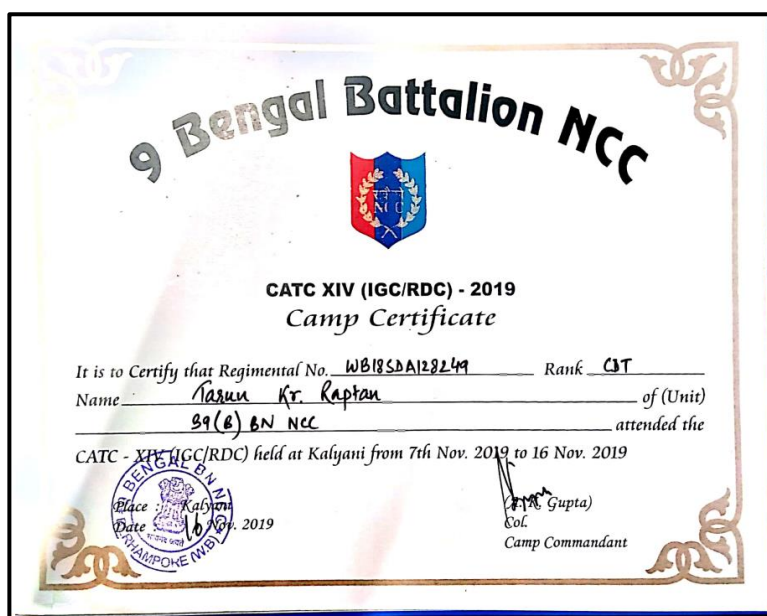 9 Bengal Battalion NCC
NCC
CATC XIV (IGC/RDC) - 2019
Camp Certificate
It is to Certify that Regimental No. WB18SDA128249 Rank CDT
Name Tarun Kr. Raptan of (Unit)
39(B) BN NCC attended the
CATC - XIV (IGC/RDC) held at Kalyani from 7th Nov. 2019 to 16 Nov. 2019
Place : Kalyani
Date 16 Nov. 2019
Gupta)
Col.
Camp Commandant
BENGAL BN
(W.B)